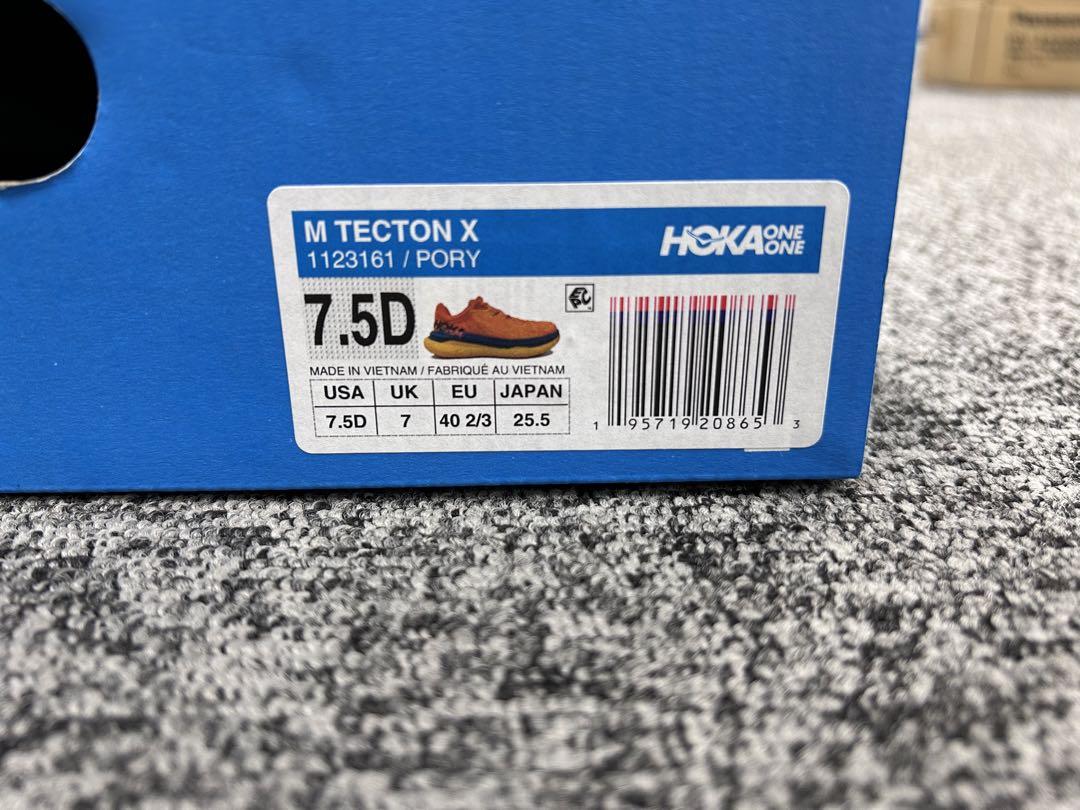 M TECTON X
1123161 / PORY
HOKA ONE ONE
7.5D
EPC
MADE IN VIETNAM / FABRIQUÉ AU VIETNAM
USA UK EU JAPAN
7.5D 7 40 2/3 25.5
1 95719 20865 3